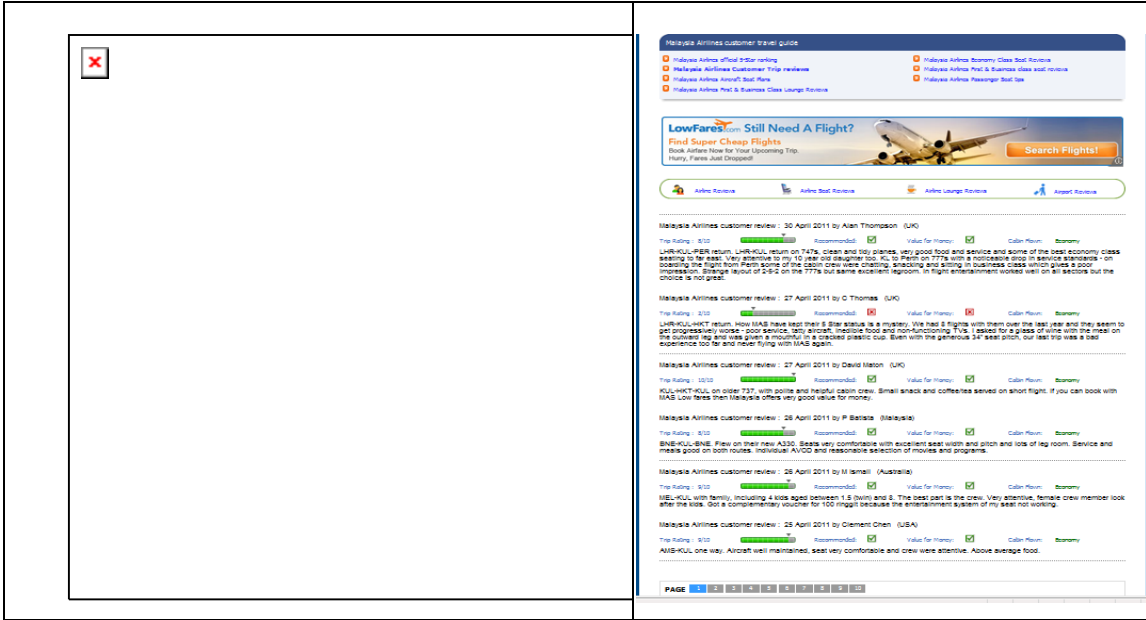 Malaysia Airlines customer travel guide
Malaysia Airlines official 5-Star ranking
Malaysia Airlines Customer Trip reviews
Malaysia Airlines Aircraft Seat Plans
Malaysia Airlines First & Business Class Lounge Reviews
Malaysia Airlines Economy Class Seat Reviews
Malaysia Airlines First & Business class seat reviews
Malaysia Airlines Passenger Seat tips
LowFares.com Still Need A Flight?
Find Super Cheap Flights
Book Airfare Now for Your Upcoming Trip.
Hurry, Fares Just Dropped!
Search Flights!
Airline Reviews Airline Seat Reviews Airline Lounge Reviews Airport Reviews
Malaysia Airlines customer review : 30 April 2011 by Alan Thompson (UK)
Trip Rating : 8/10 Recommended: Value for Money: Cabin Flown: Economy
LHR-KUL-PER return. LHR-KUL return on 747s, clean and tidy planes, very good food and service and some of the best economy class
seating to far east. Very attentive to my 10 year old daughter too. KL to Perth on 777s with a noticeable drop in service standards - on
boarding the flight from Perth some of the cabin crew were chatting, snacking and sitting in business class which gives a poor
impression. Strange layout of 2-5-2 on the 777s but same excellent legroom. In flight entertainment worked well on all sectors but the
choice is not great.
Malaysia Airlines customer review : 27 April 2011 by C Thomas (UK)
Trip Rating : 2/10 Recommended: Value for Money: Cabin Flown: Economy
LHR-KUL-HKT return. How MAS have kept their 5 Star status is a mystery. We had 8 flights with them over the last year and they seem to
get progressively worse - poor service, tatty aircraft, inedible food and non-functioning TVs. I asked for a glass of wine with the meal on
the outward leg and was given a mouthful in a cracked plastic cup. Even with the generous 34" seat pitch, our last trip was a bad
experience too far and never flying with MAS again.
Malaysia Airlines customer review : 27 April 2011 by David Maton (UK)
Trip Rating : 10/10 Recommended: Value for Money: Cabin Flown: Economy
KUL-HKT-KUL on older 737, with polite and helpful cabin crew. Small snack and coffee/tea served on short flight. If you can book with
MAS Low fares then Malaysia offers very good value for money.
Malaysia Airlines customer review : 26 April 2011 by P Batista (Malaysia)
Trip Rating : 8/10 Recommended: Value for Money: Cabin Flown: Economy
BNE-KUL-BNE. Flew on their new A330. Seats very comfortable with excellent seat width and pitch and lots of leg room. Service and
meals good on both routes. Individual AVOD and reasonable selection of movies and programs.
Malaysia Airlines customer review : 26 April 2011 by M Ismail (Australia)
Trip Rating : 9/10 Recommended: Value for Money: Cabin Flown: Economy
MEL-KUL with family, including 4 kids aged between 1.5 (twin) and 8. The best part is the crew. Very attentive, female crew member look
after the kids. Got a complementary voucher for 100 ringgit because the entertainment system of my seat not working.
Malaysia Airlines customer review : 25 April 2011 by Clement Chen (USA)
Trip Rating : 9/10 Recommended: Value for Money: Cabin Flown: Economy
AMS-KUL one way. Aircraft well maintained, seat very comfortable and crew were attentive. Above average food.
PAGE 1 2 3 4 5 6 7 8 9 10